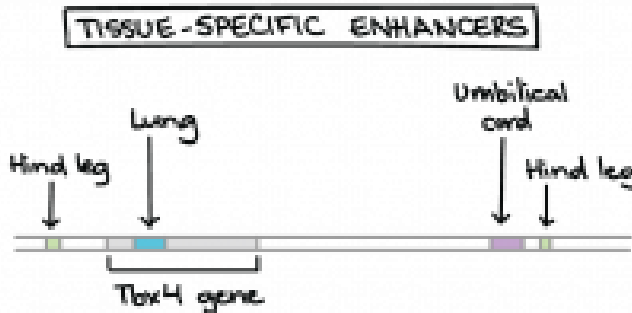 TISSUE-SPECIFIC ENHANCERS
Umbilical
cord
Lung
Hind leg
Hind leg
Tbx4 gene